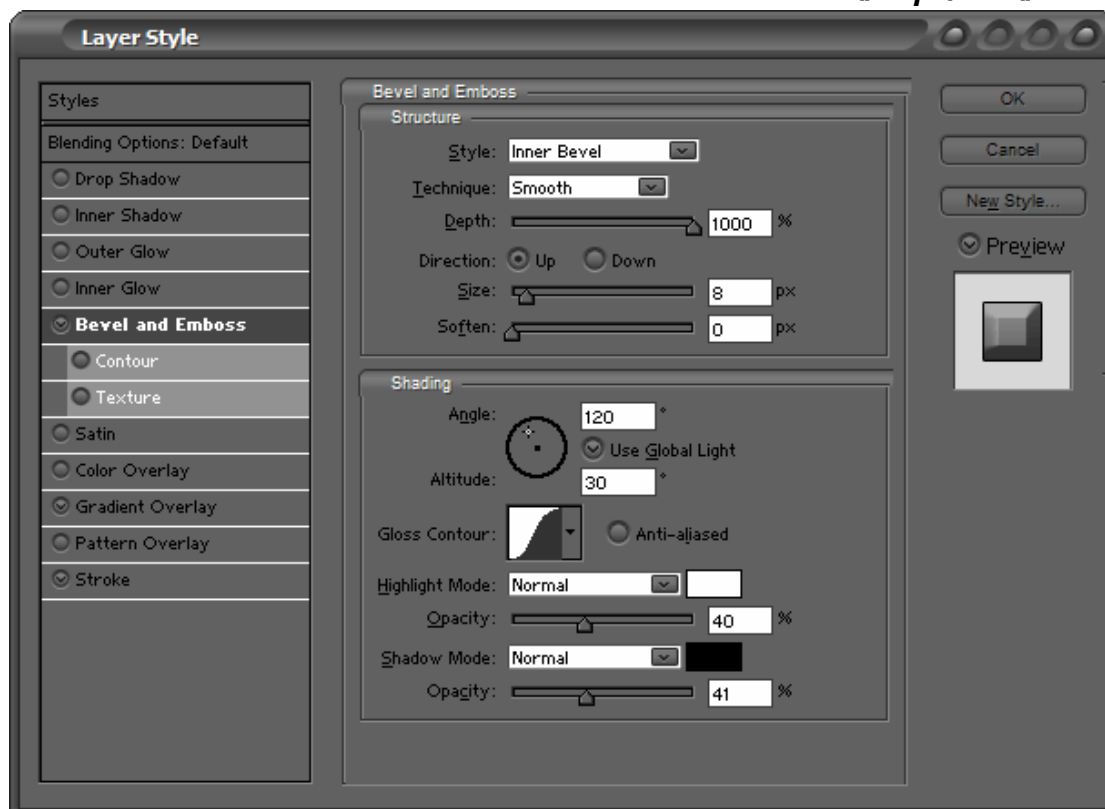 Layer Style
Styles
Blending Options: Default
Drop Shadow
Inner Shadow
Outer Glow
Inner Glow
Bevel and Emboss
Contour
Texture
Satin
Color Overlay
Gradient Overlay
Pattern Overlay
Stroke
Bevel and Emboss
Structure
Style: Inner Bevel
Technique: Smooth
Depth: 1000 %
Direction: Up Down
Size: 8 px
Soften: 0 px
Shading
Angle: 120 °
Use Global Light
Altitude: 30 °
Gloss Contour: Anti-aliased
Highlight Mode: Normal
Opacity: 40 %
Shadow Mode: Normal
Opacity: 41 %
OK
Cancel
New Style...
Preview